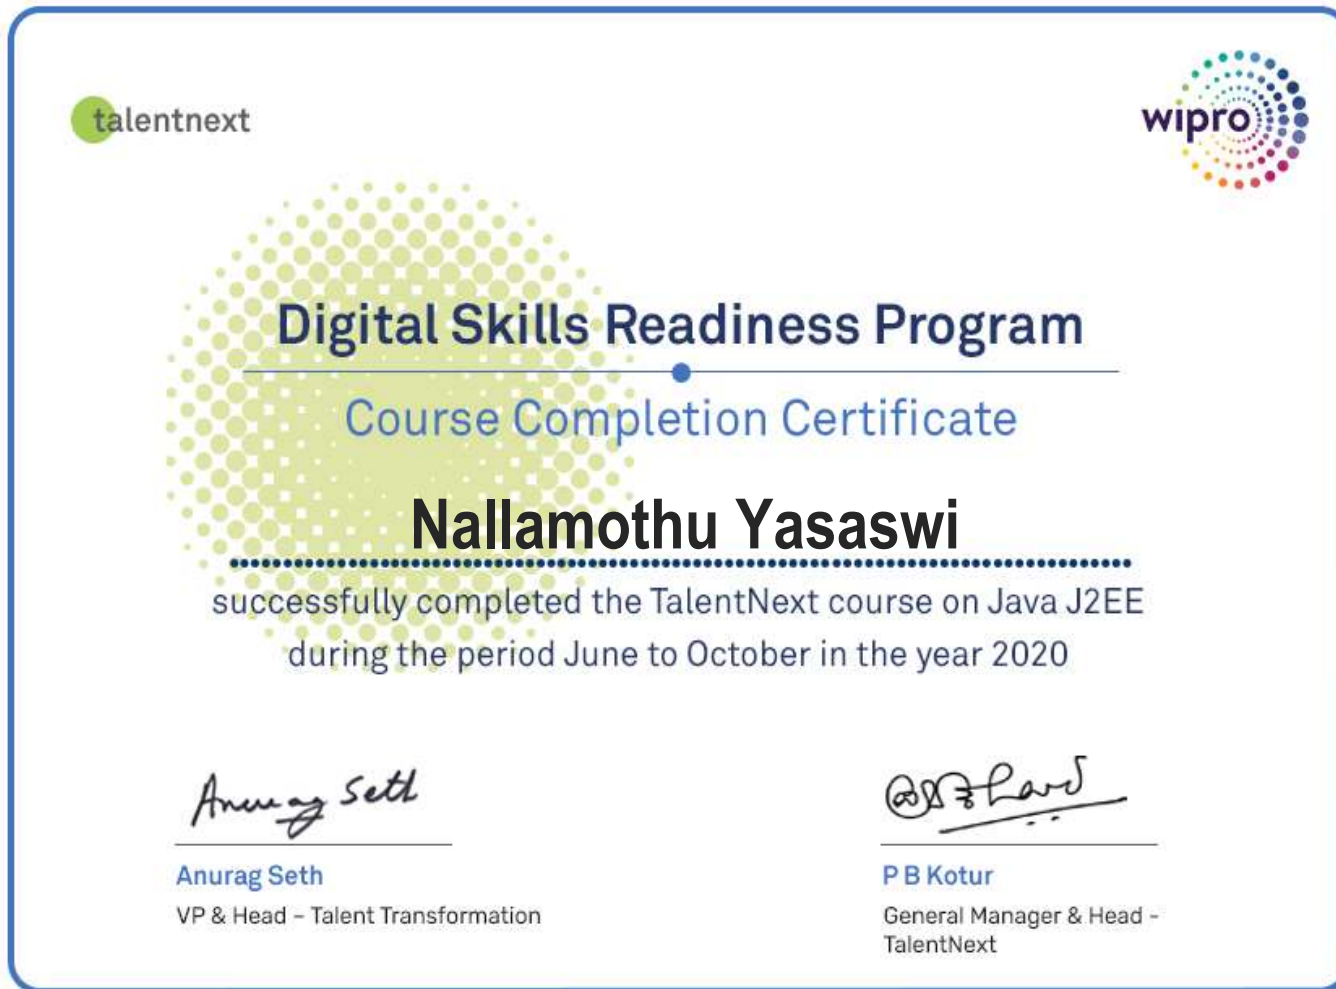 talentnext
wipro
Digital Skills Readiness Program
Course Completion Certificate
Nallamothu Yasaswi
successfully completed the TalentNext course on Java J2EE
during the period June to October in the year 2020
Anurag Seth
Anurag Seth
P B Kotur
VP & Head – Talent Transformation
General Manager & Head -
TalentNext